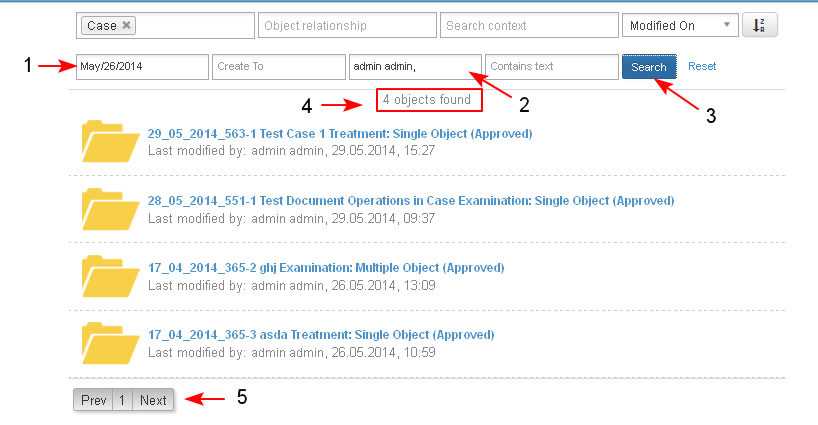 Case ✖ Object relationship Search context Modified On
1 May/26/2014 Create To admin admin, Contains text Search Reset
4 4 objects found 2 3
29_05_2014_563-1 Test Case 1 Treatment: Single Object (Approved)
Last modified by: admin admin, 29.05.2014, 15:27
28_05_2014_551-1 Test Document Operations in Case Examination: Single Object (Approved)
Last modified by: admin admin, 29.05.2014, 09:37
17_04_2014_365-2 ghj Examination: Multiple Object (Approved)
Last modified by: admin admin, 26.05.2014, 13:09
17_04_2014_365-3 asda Treatment: Single Object (Approved)
Last modified by: admin admin, 26.05.2014, 10:59
Prev 1 Next 5